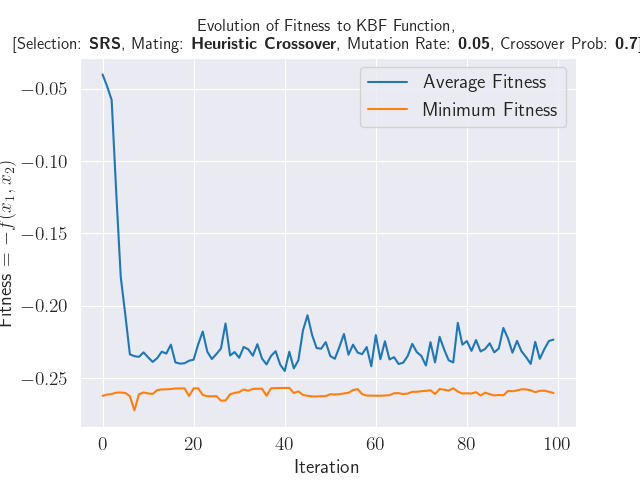 Evolution of Fitness to KBF Function,
[Selection: SRS, Mating: Heuristic Crossover, Mutation Rate: 0.05, Crossover Prob: 0.7]
Average Fitness
Minimum Fitness
−0.05
−0.10
−0.15
−0.20
−0.25
Fitness = −f(x₁, x₂)
0 20 40 60 80 100
Iteration